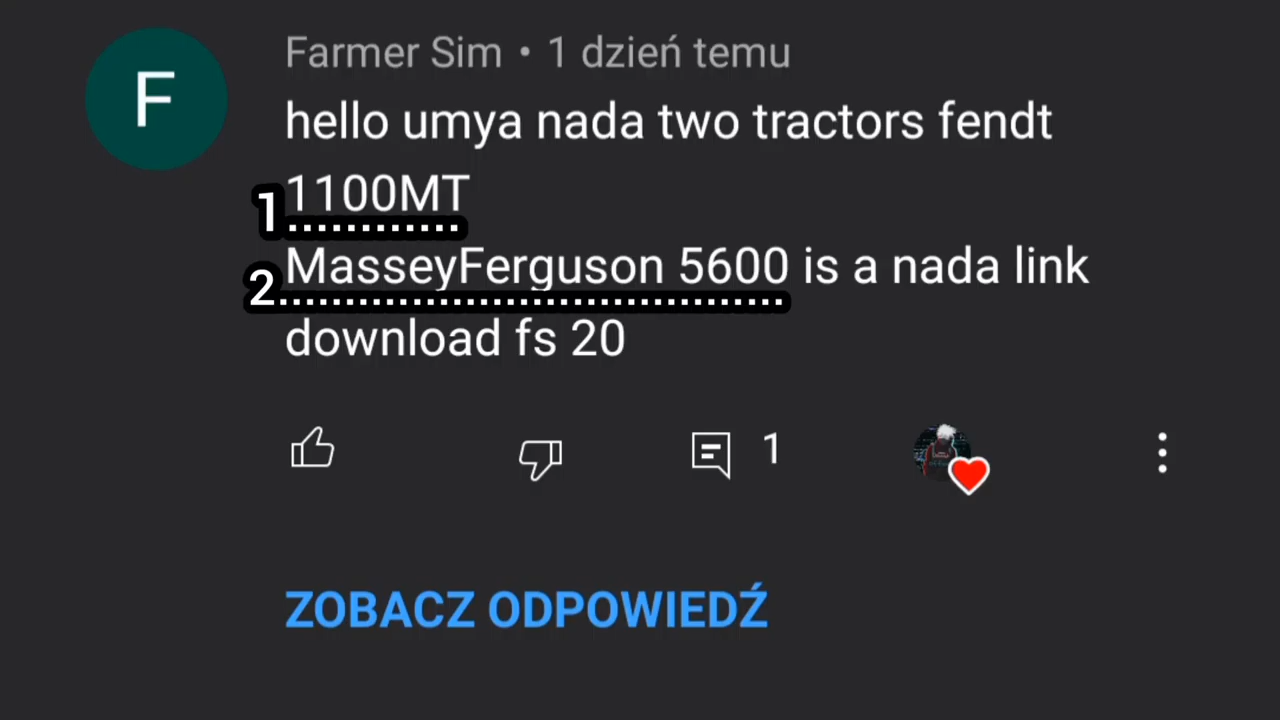 F
Farmer Sim • 1 dzień temu
hello umya nada two tractors fendt
1 1100MT
2 MasseyFerguson 5600 is a nada link
download fs 20
1
ZOBACZ ODPOWIEDŹ